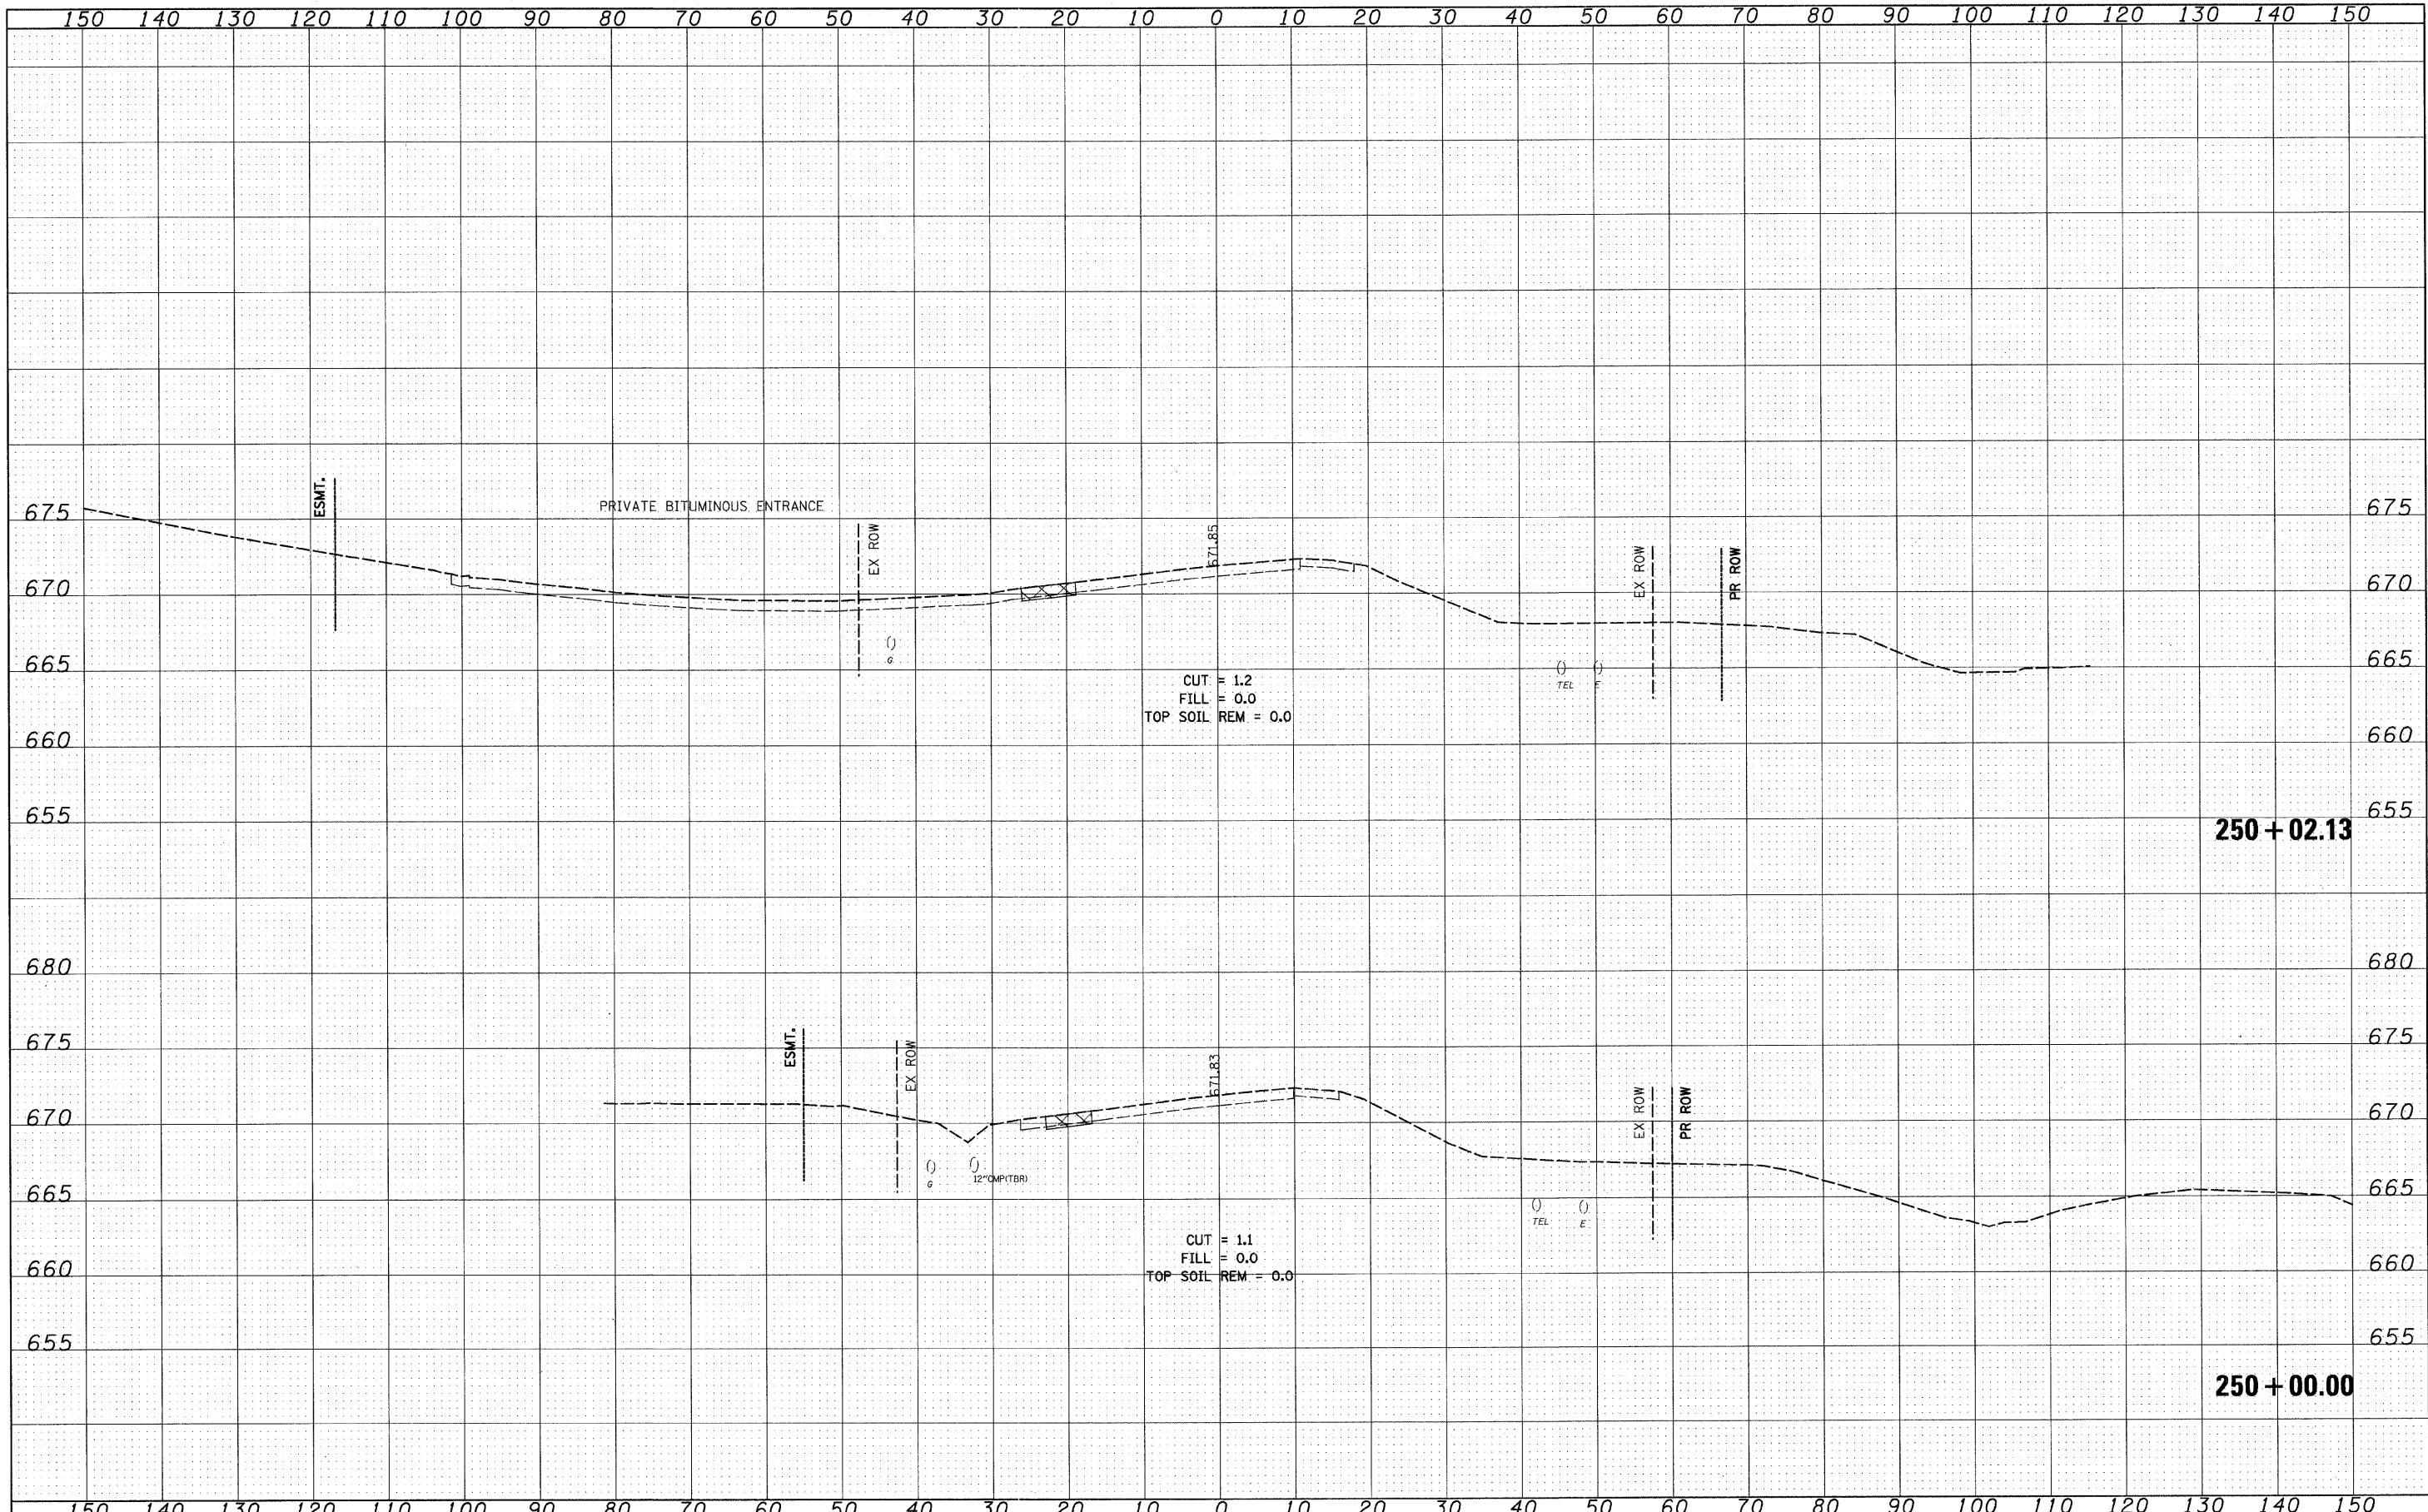 150 140 130 120 110 100 90 80 70 60 50 40 30 20 10 0 10 20 30 40 50 60 70 80 90 100 110 120 130 140 150
ESMT.
PRIVATE BITUMINOUS ENTRANCE
675 675
EX ROW
671.85
EX ROW
PR ROW
670 670
G
665 665
TEL E
CUT = 1.2
FILL = 0.0
TOP SOIL REM = 0.0
660 660
655 655
250+02.13
680 680
ESMT.
675 675
EX ROW
671.83
EX ROW
PR ROW
670 670
G
12"CMP(TBR)
665 665
TEL E
CUT = 1.1
FILL = 0.0
TOP SOIL REM = 0.0
660 660
655 655
250+00.00
150 140 130 120 110 100 90 80 70 60 50 40 30 20 10 0 10 20 30 40 50 60 70 80 90 100 110 120 130 140 150